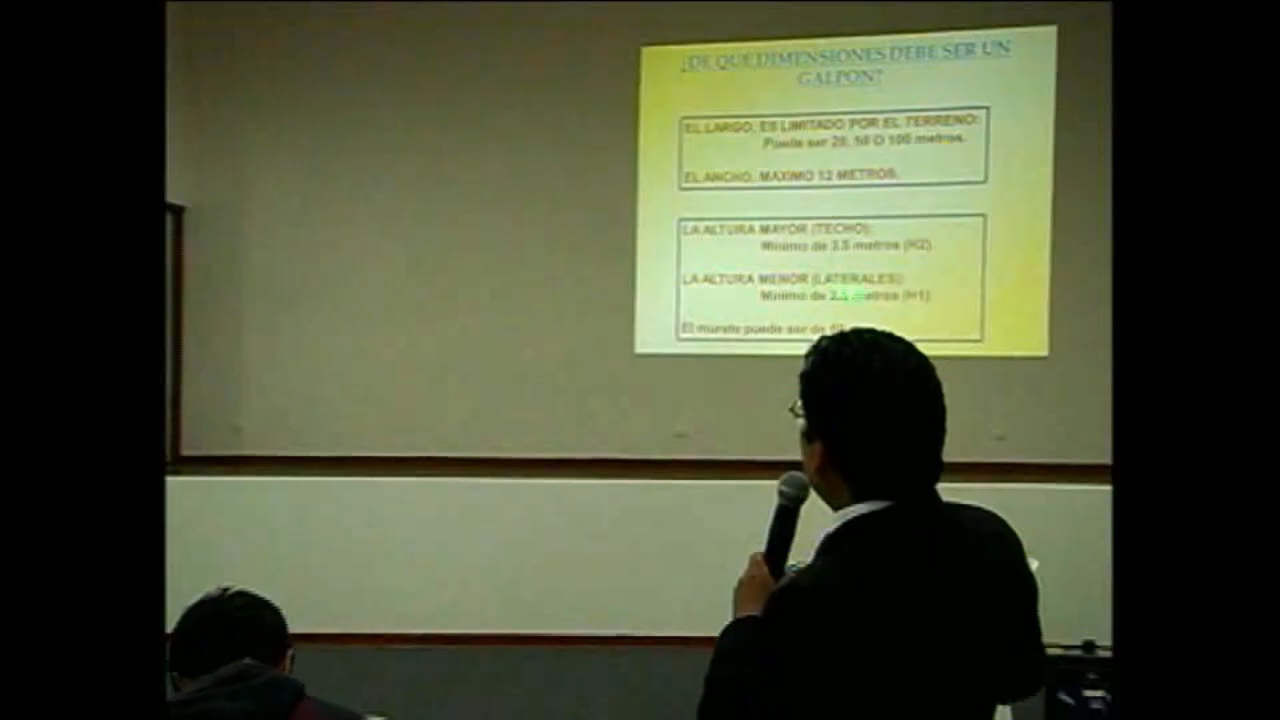 ¿DE QUE DIMENSIONES DEBE SER UN
GALPON?
EL LARGO, ES LIMITADO POR EL TERRENO:
Puede ser 20, 50 O 100 metros.
EL ANCHO, MAXIMO 12 METROS.
LA ALTURA MAYOR (TECHO):
Minimo de 3.5 metros (H2).
LA ALTURA MENOR (LATERALES):
Minimo de metros (H1)
El murete puede ser de